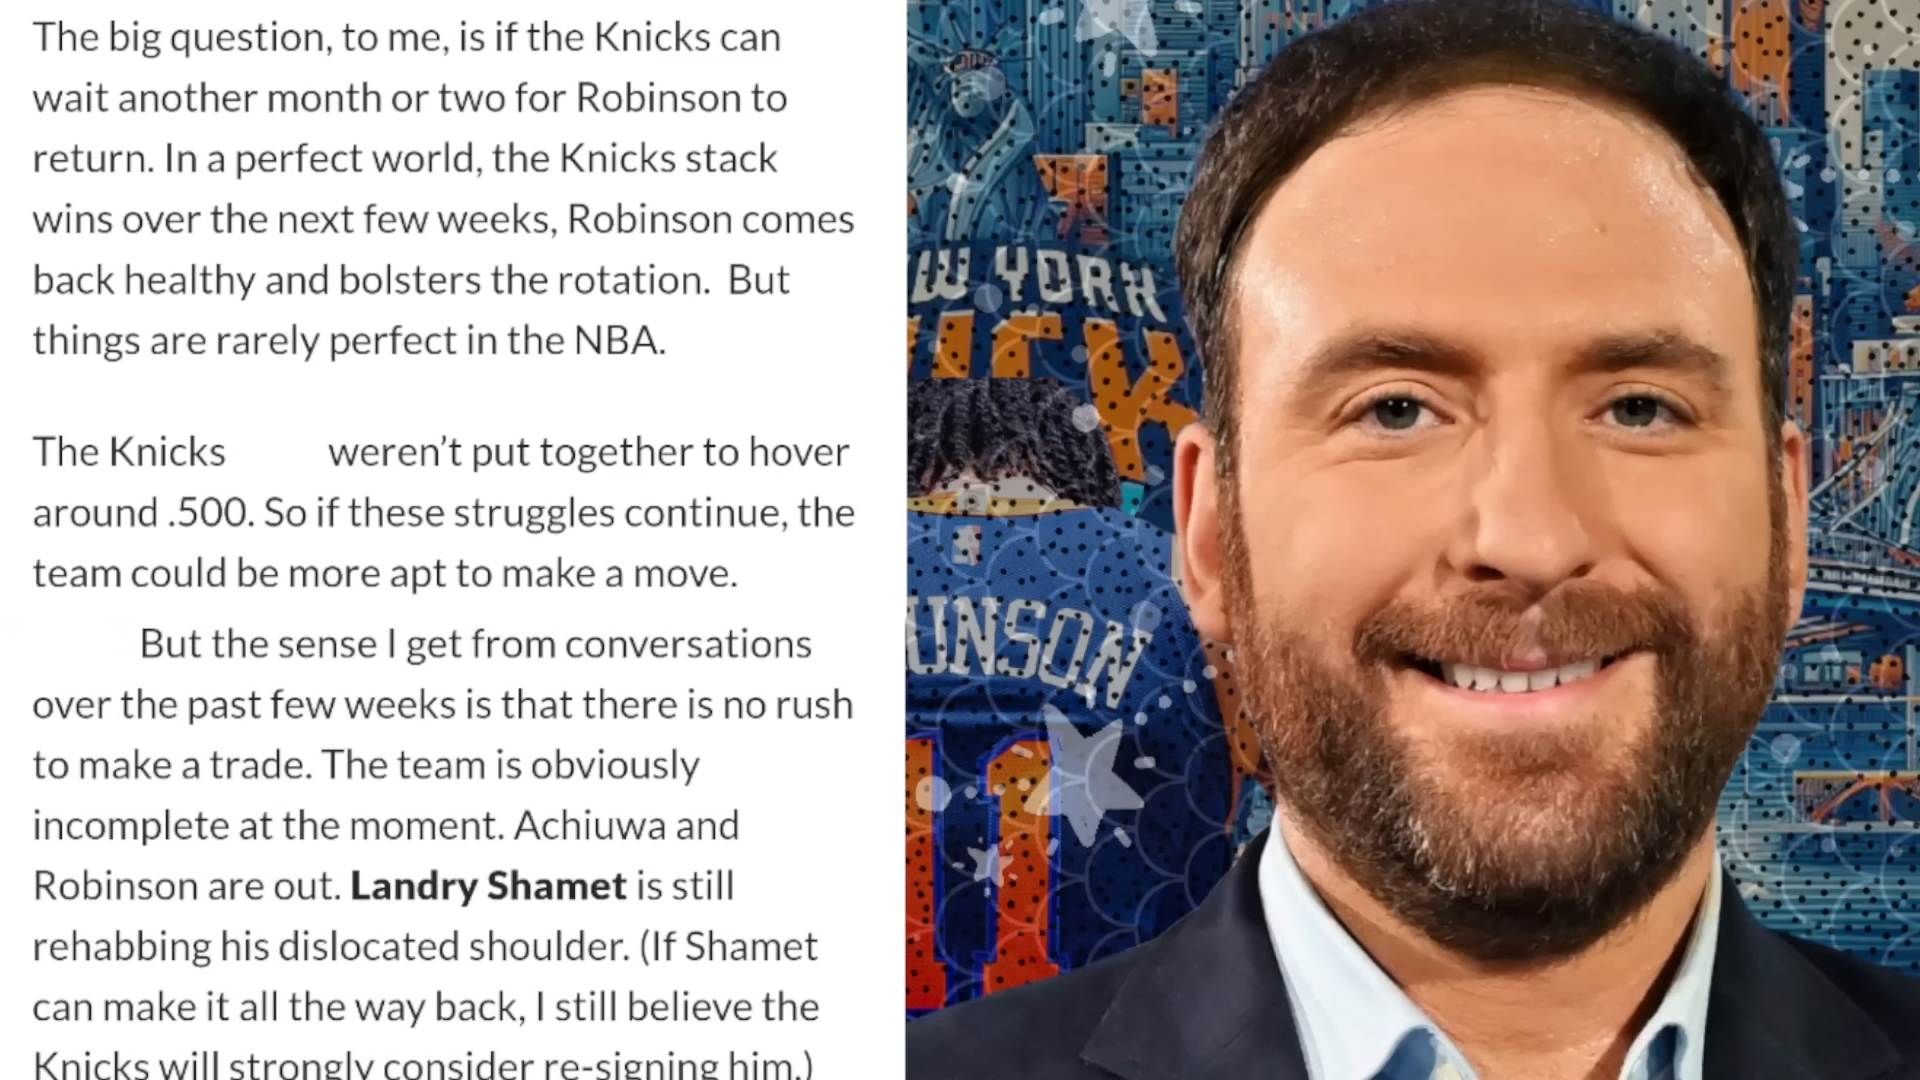 The big question, to me, is if the Knicks can
wait another month or two for Robinson to
return. In a perfect world, the Knicks stack
wins over the next few weeks, Robinson comes
back healthy and bolsters the rotation.  But
things are rarely perfect in the NBA.
The Knicks weren’t put together to hover
around .500. So if these struggles continue, the
team could be more apt to make a move.
But the sense I get from conversations
over the past few weeks is that there is no rush
to make a trade. The team is obviously
incomplete at the moment. Achiuwa and
Robinson are out. Landry Shamet is still
rehabbing his dislocated shoulder. (If Shamet
can make it all the way back, I still believe the
Knicks will strongly consider re-signing him.)
W YORK
ICK
UNSON
11